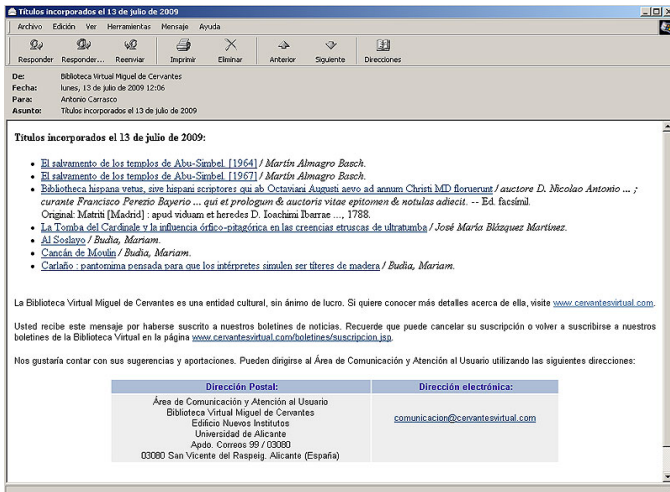 Títulos incorporados el 13 de julio de 2009
Archivo Edición Ver Herramientas Mensaje Ayuda
Responder Responder... Reenviar Imprimir Eliminar Anterior Siguiente Direcciones
De: Biblioteca Virtual Miguel de Cervantes
Fecha: lunes, 13 de julio de 2009 12:06
Para: Antonio Carrasco
Asunto: Títulos incorporados el 13 de julio de 2009
Títulos incorporados el 13 de julio de 2009:
• El salvamento de los templos de Abu-Simbel. [1964] / Martín Almagro Basch.
• El salvamento de los templos de Abu-Simbel. [1967] / Martín Almagro Basch.
• Bibliotheca hispana vetus, sive hispani scriptores qui ab Octaviani Augusti aevo ad annum Christi MD floruerunt / auctore D. Nicolao Antonio ... ;
curante Francisco Perezio Bayerio ... qui et prologum & auctoris vitae epitomen & notulas adiecit. -- Ed. facsímil.
Original: Matriti [Madrid] : apud viduam et heredes D. Ioachimi Ibarrae ..., 1788.
• La Tomba del Cardinale y la influencia órfico-pitagórica en las creencias etruscas de ultratumba / José María Blázquez Martínez.
• Al Soslayo / Budia, Mariam.
• Cancán de Moulin / Budia, Mariam.
• Carlaño : pantomima pensada para que los intérpretes simulen ser títeres de madera / Budia, Mariam.
La Biblioteca Virtual Miguel de Cervantes es una entidad cultural, sin ánimo de lucro. Si quiere conocer más detalles acerca de ella, visite www.cervantesvirtual.com.
Usted recibe este mensaje por haberse suscrito a nuestros boletines de noticias. Recuerde que puede cancelar su suscripción o volver a suscribirse a nuestros
boletines de la Biblioteca Virtual en la página www.cervantesvirtual.com/boletines/suscripcion.jsp.
Nos gustaría contar con sus sugerencias y aportaciones. Pueden dirigirse al Área de Comunicación y Atención al Usuario utilizando las siguientes direcciones:
Dirección Postal: Dirección electrónica:
Área de Comunicación y Atención al Usuario
Biblioteca Virtual Miguel de Cervantes
Edificio Nuevos Institutos
Universidad de Alicante
Apdo. Correos 99 / 03080
03080 San Vicente del Raspeig. Alicante (España)
comunicacion@cervantesvirtual.com